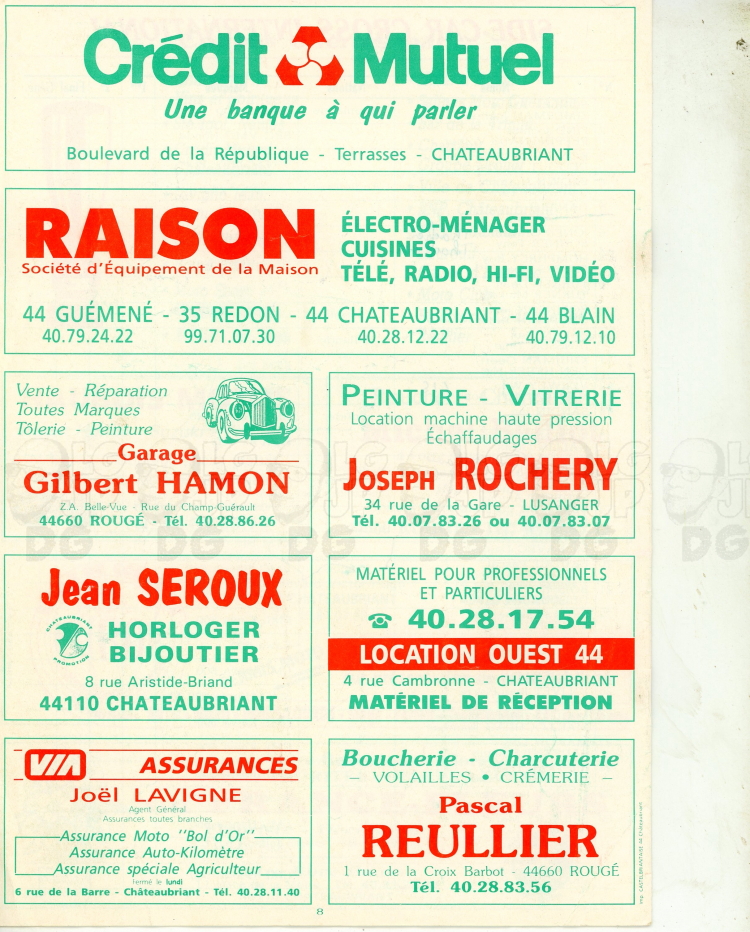 Crédit Mutuel
Une banque à qui parler
Boulevard de la République - Terrasses - CHATEAUBRIANT
RAISON
Société d'Équipement de la Maison
ÉLECTRO-MÉNAGER
CUISINES
TÉLÉ, RADIO, HI-FI, VIDÉO
44 GUÉMENÉ - 35 REDON - 44 CHATEAUBRIANT - 44 BLAIN
40.79.24.22 99.71.07.30 40.28.12.22 40.79.12.10
Vente - Réparation
Toutes Marques
Tôlerie - Peinture
Garage
Gilbert HAMON
Z.A. Belle-Vue - Rue du Champ-Guérault
44660 ROUGÉ - Tél. 40.28.86.26
PEINTURE - VITRERIE
Location machine haute pression
Échaffaudages
JOSEPH ROCHERY
34 rue de la Gare - LUSANGER
Tél. 40.07.83.26 ou 40.07.83.07
Jean SEROUX
CHATEAUBRIANT
PROMOTION
HORLOGER
BIJOUTIER
8 rue Aristide-Briand
44110 CHATEAUBRIANT
MATÉRIEL POUR PROFESSIONNELS
ET PARTICULIERS
☎ 40.28.17.54
LOCATION OUEST 44
4 rue Cambronne - CHATEAUBRIANT
MATÉRIEL DE RÉCEPTION
VIA ASSURANCES
Joël LAVIGNE
Agent Général
Assurances toutes branches
Assurance Moto "Bol d'Or"
Assurance Auto-Kilomètre
Assurance spéciale Agriculteur
fermé le lundi
6 rue de la Barre - Châteaubriant - Tél. 40.28.11.40
Boucherie - Charcuterie
- VOLAILLES • CRÉMERIE -
Pascal
REULLIER
1 rue de la Croix Barbot - 44660 ROUGÉ
Tél. 40.28.83.56
Imp. CASTELBRIANTAISE 44 Châteaubriant
8